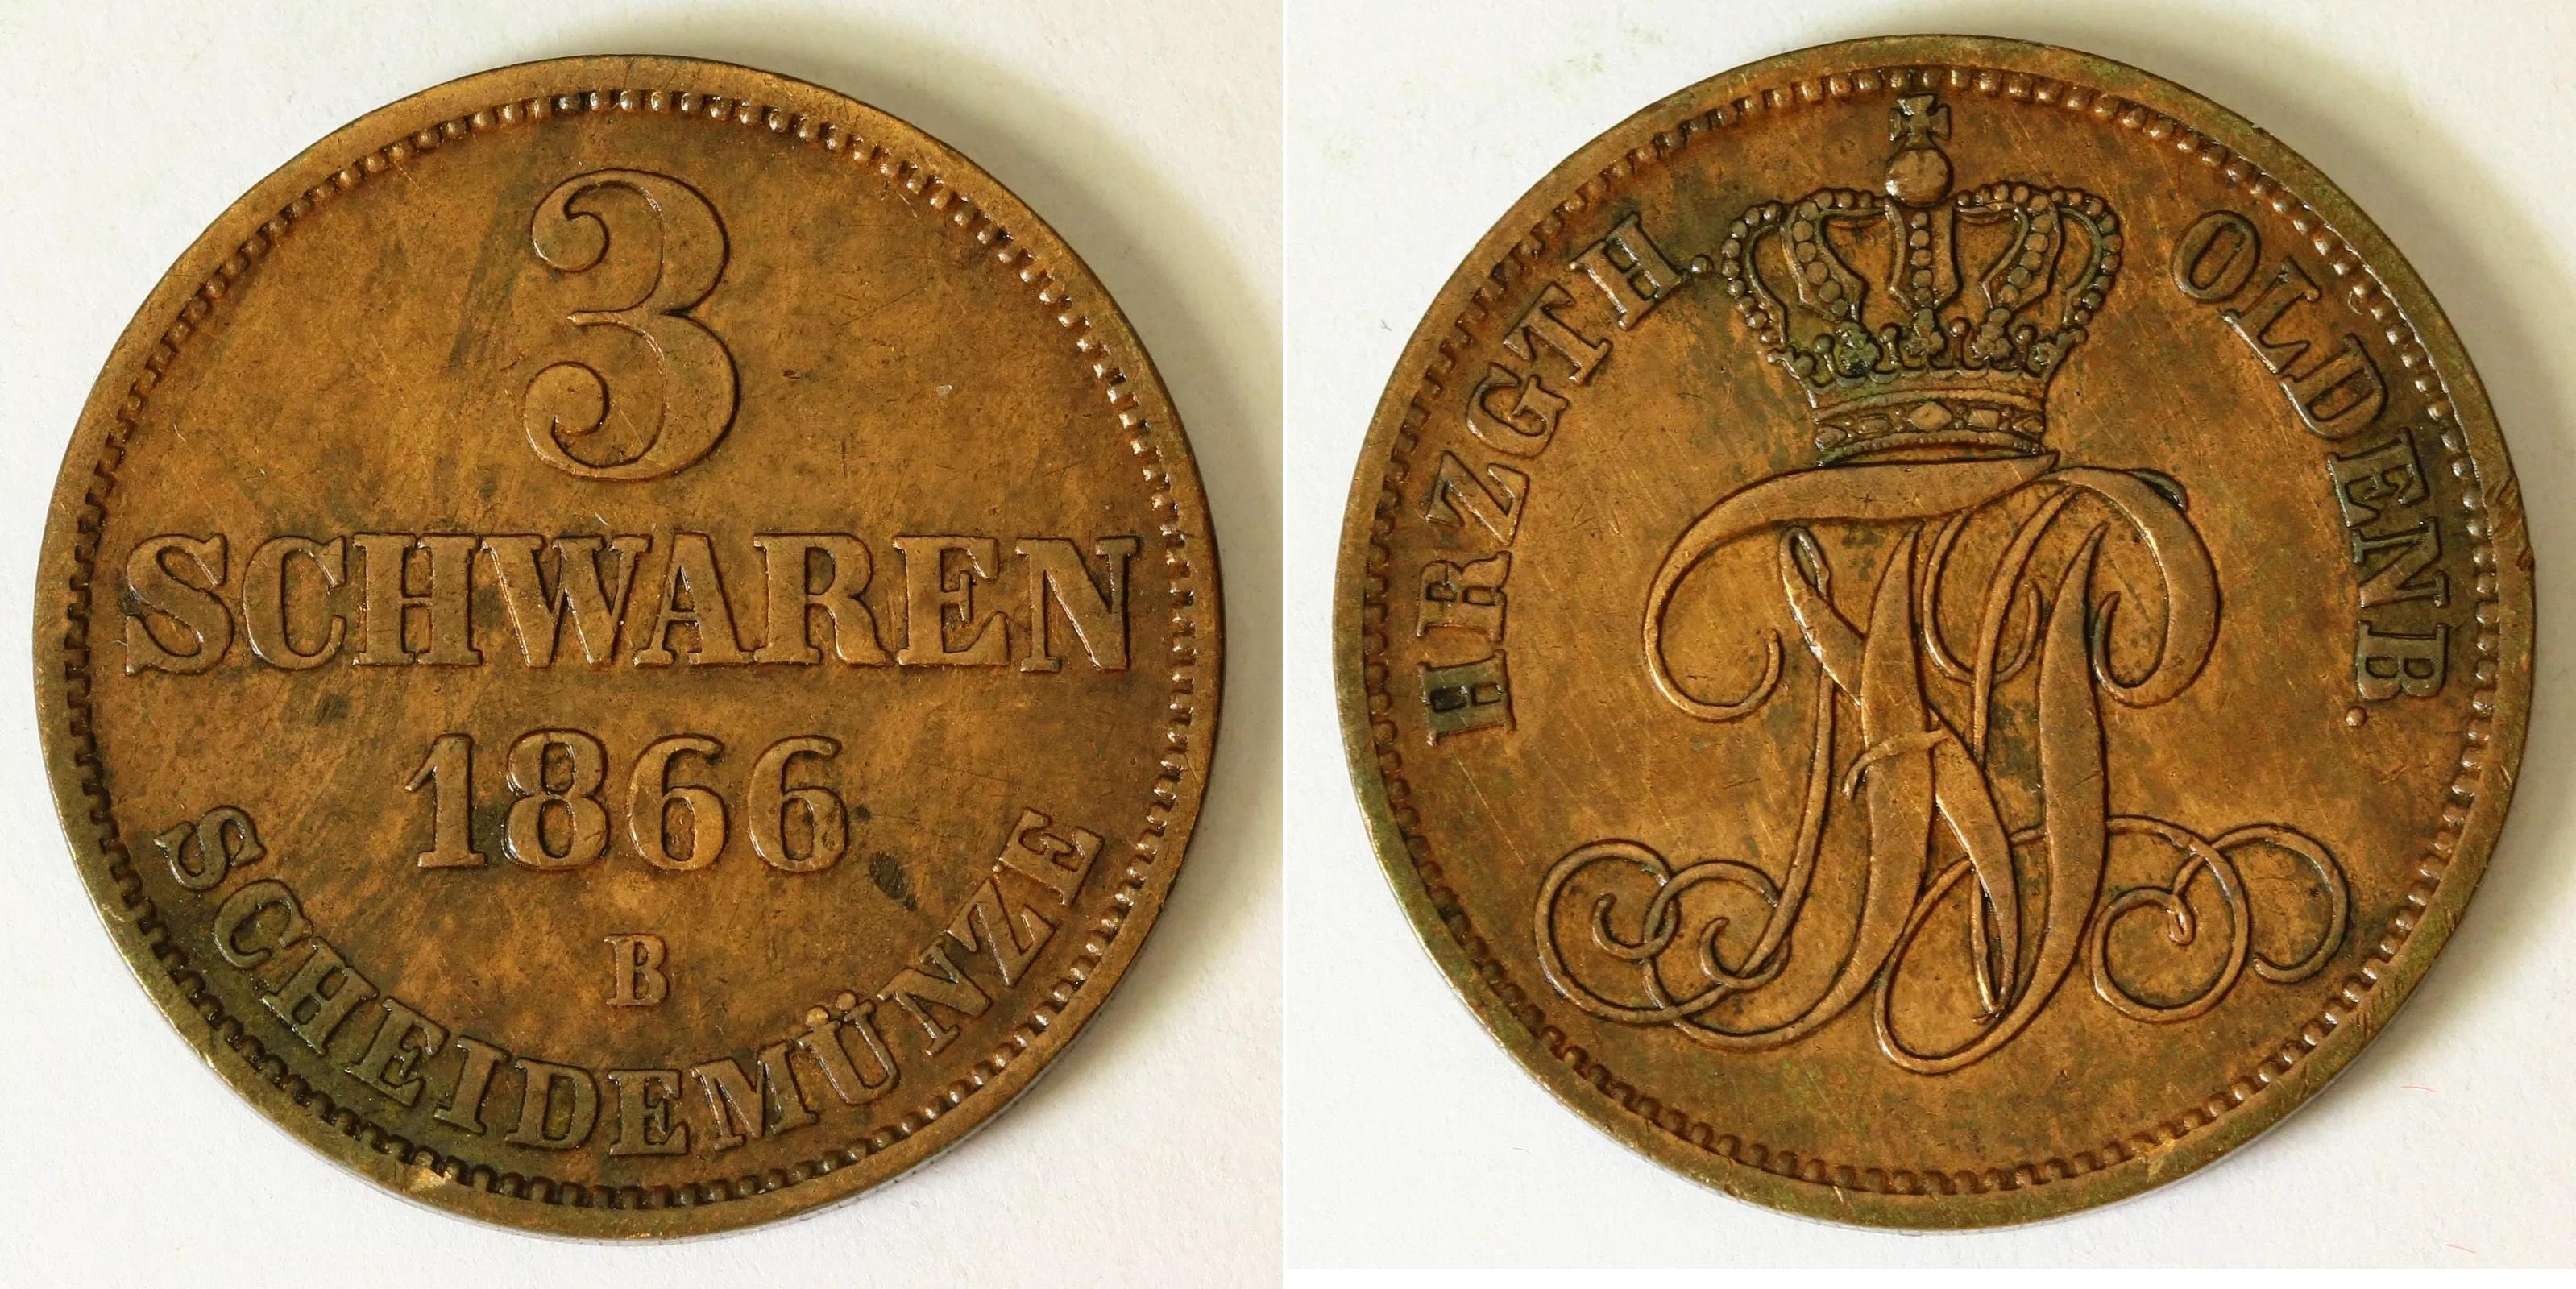 3
SCHWAREN
1866
B
SCHEIDEMÜNZE
HRZGTH. OLDENB.